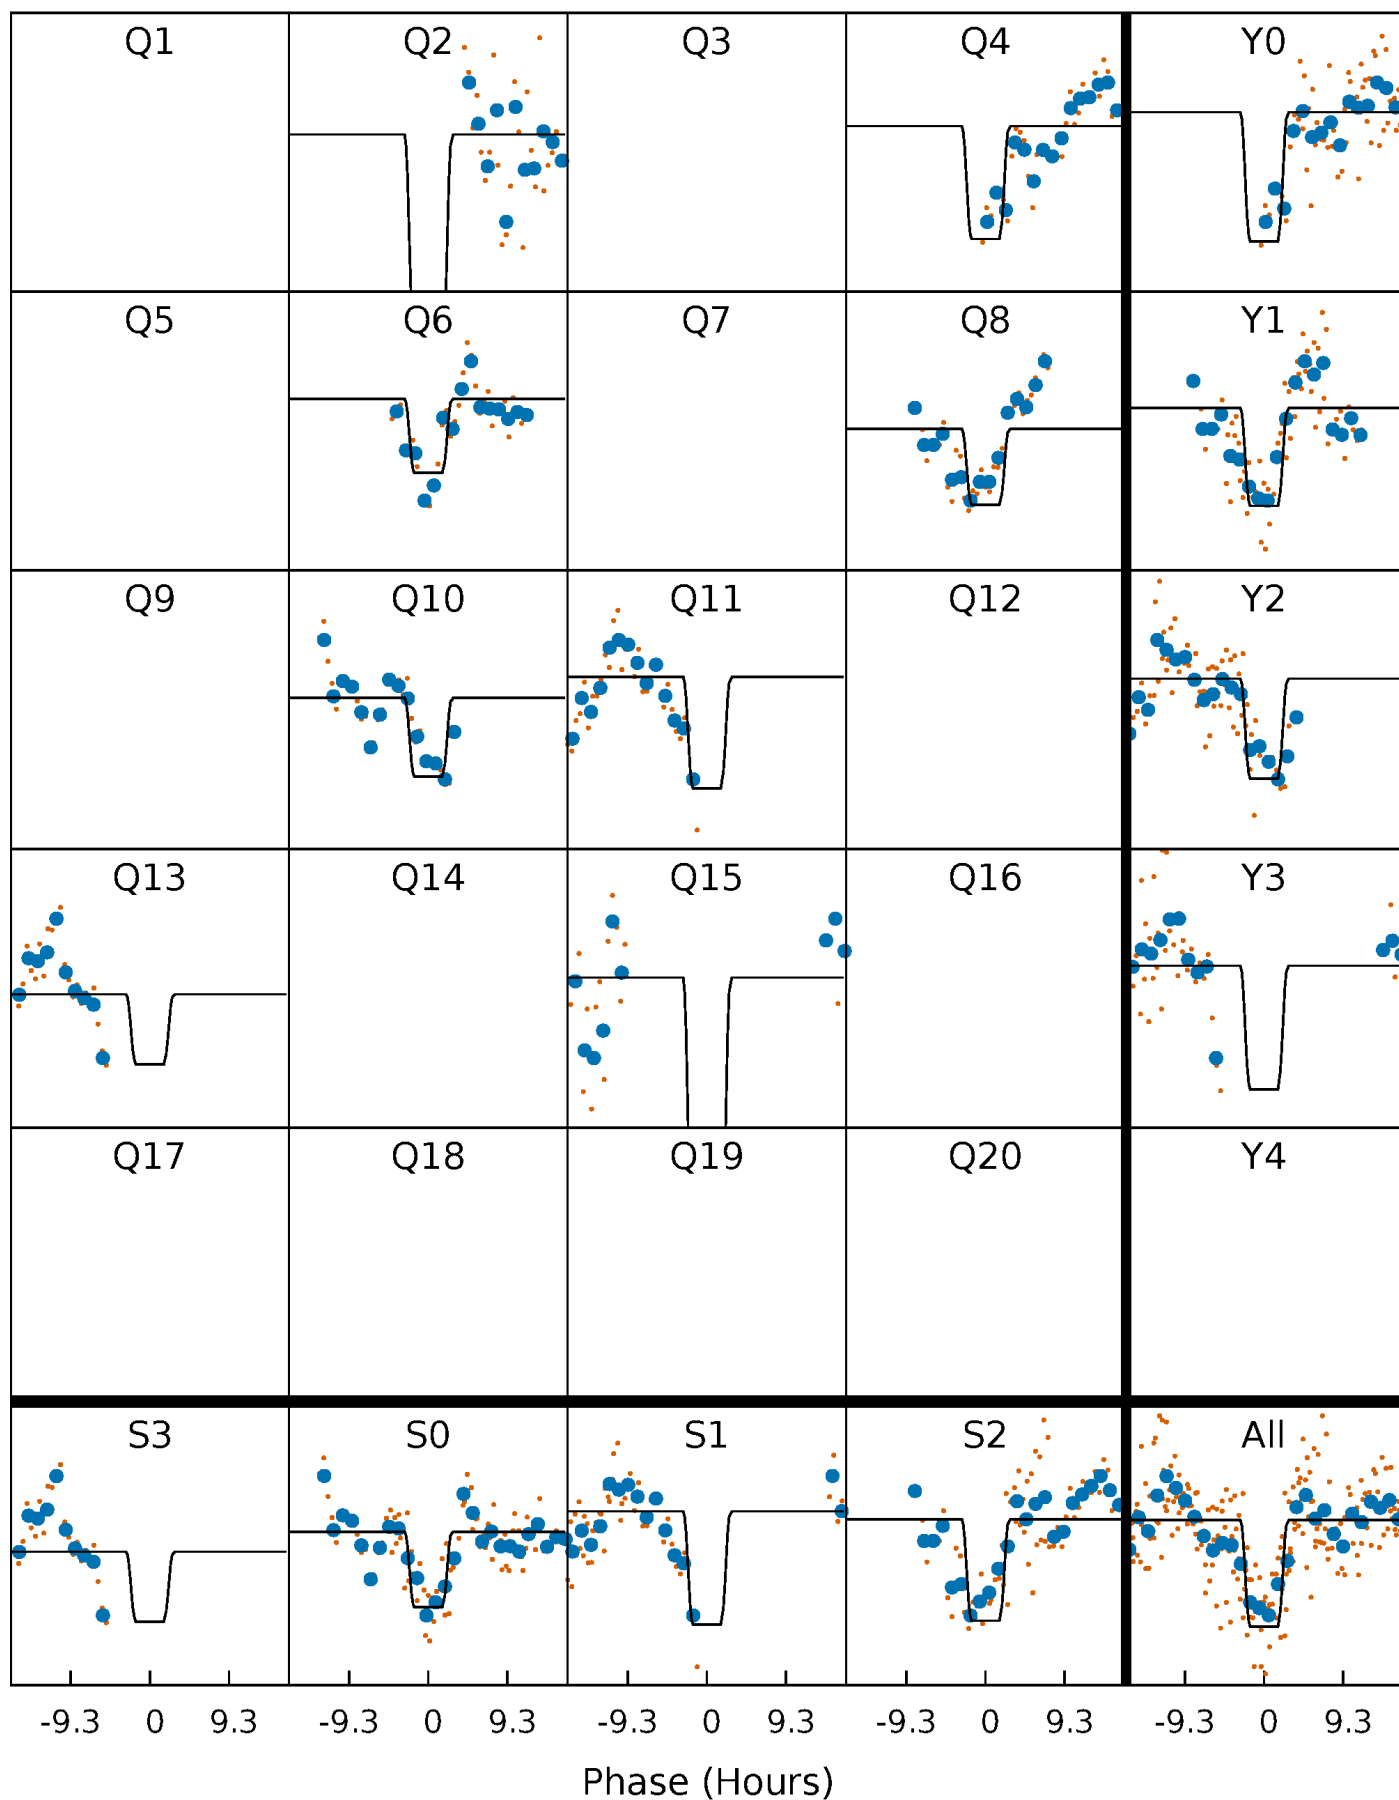 Q1 Q2 Q3 Q4 Y0
Q5 Q6 Q7 Q8 Y1
Q9 Q10 Q11 Q12 Y2
Q13 Q14 Q15 Q16 Y3
Q17 Q18 Q19 Q20 Y4
S3 S0 S1 S2 All
-9.3 0 9.3 -9.3 0 9.3 -9.3 0 9.3 -9.3 0 9.3 -9.3 0 9.3
Phase (Hours)